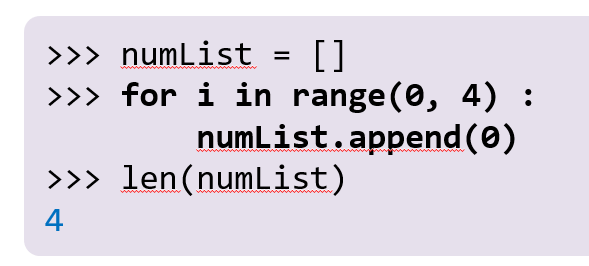 >>> numList = []
>>> for i in range(0, 4) :
        numList.append(0)
>>> len(numList)
4